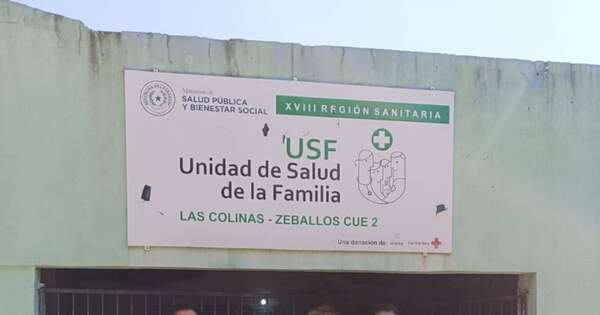 Ministerio de
SALUD PÚBLICA
Y BIENESTAR SOCIAL
XVIII REGIÓN SANITARIA
USF
Unidad de Salud
de la Familia
LAS COLINAS - ZEBALLOS CUE 2
Una donación de: